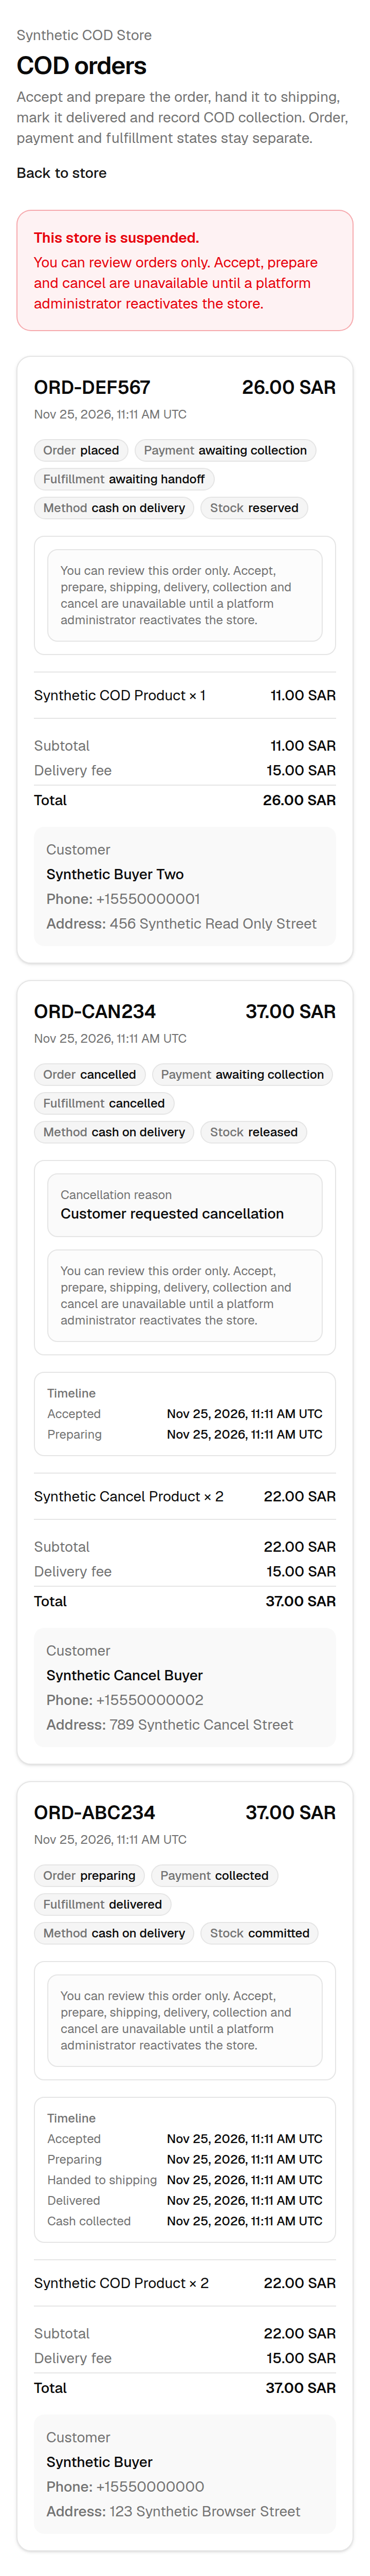 Synthetic COD Store
COD orders
Accept and prepare the order, hand it to shipping,
mark it delivered and record COD collection. Order,
payment and fulfillment states stay separate.
Back to store
This store is suspended.
You can review orders only. Accept, prepare
and cancel are unavailable until a platform
administrator reactivates the store.
ORD-DEF567 26.00 SAR
Nov 25, 2026, 11:11 AM UTC
Order placed Payment awaiting collection
Fulfillment awaiting handoff
Method cash on delivery Stock reserved
You can review this order only. Accept,
prepare, shipping, delivery, collection and
cancel are unavailable until a platform
administrator reactivates the store.
Synthetic COD Product × 1 11.00 SAR
Subtotal 11.00 SAR
Delivery fee 15.00 SAR
Total 26.00 SAR
Customer
Synthetic Buyer Two
Phone: +15550000001
Address: 456 Synthetic Read Only Street
ORD-CAN234 37.00 SAR
Nov 25, 2026, 11:11 AM UTC
Order cancelled Payment awaiting collection
Fulfillment cancelled
Method cash on delivery Stock released
Cancellation reason
Customer requested cancellation
You can review this order only. Accept,
prepare, shipping, delivery, collection and
cancel are unavailable until a platform
administrator reactivates the store.
Timeline
Accepted Nov 25, 2026, 11:11 AM UTC
Preparing Nov 25, 2026, 11:11 AM UTC
Synthetic Cancel Product × 2 22.00 SAR
Subtotal 22.00 SAR
Delivery fee 15.00 SAR
Total 37.00 SAR
Customer
Synthetic Cancel Buyer
Phone: +15550000002
Address: 789 Synthetic Cancel Street
ORD-ABC234 37.00 SAR
Nov 25, 2026, 11:11 AM UTC
Order preparing Payment collected
Fulfillment delivered
Method cash on delivery Stock committed
You can review this order only. Accept,
prepare, shipping, delivery, collection and
cancel are unavailable until a platform
administrator reactivates the store.
Timeline
Accepted Nov 25, 2026, 11:11 AM UTC
Preparing Nov 25, 2026, 11:11 AM UTC
Handed to shipping Nov 25, 2026, 11:11 AM UTC
Delivered Nov 25, 2026, 11:11 AM UTC
Cash collected Nov 25, 2026, 11:11 AM UTC
Synthetic COD Product × 2 22.00 SAR
Subtotal 22.00 SAR
Delivery fee 15.00 SAR
Total 37.00 SAR
Customer
Synthetic Buyer
Phone: +15550000000
Address: 123 Synthetic Browser Street